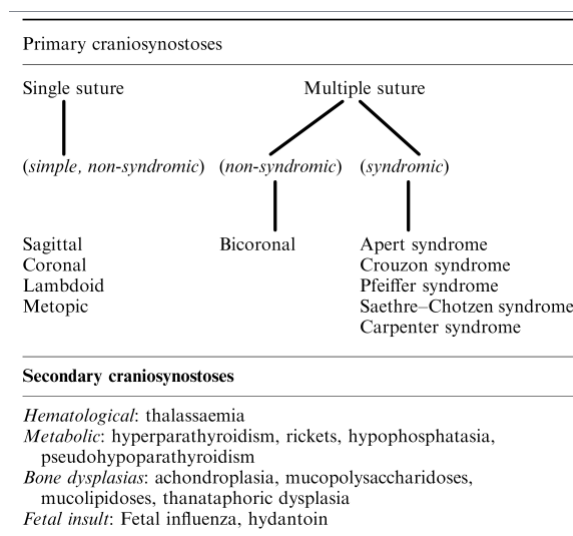 Primary craniosynostoses
Single suture Multiple suture
(simple, non-syndromic) (non-syndromic) (syndromic)
Sagittal Bicoronal Apert syndrome
Coronal Crouzon syndrome
Lambdoid Pfeiffer syndrome
Metopic Saethre–Chotzen syndrome
Carpenter syndrome
Secondary craniosynostoses
Hematological: thalassaemia
Metabolic: hyperparathyroidism, rickets, hypophosphatasia,
pseudohypoparathyroidism
Bone dysplasias: achondroplasia, mucopolysaccharidoses,
mucolipidoses, thanataphoric dysplasia
Fetal insult: Fetal influenza, hydantoin